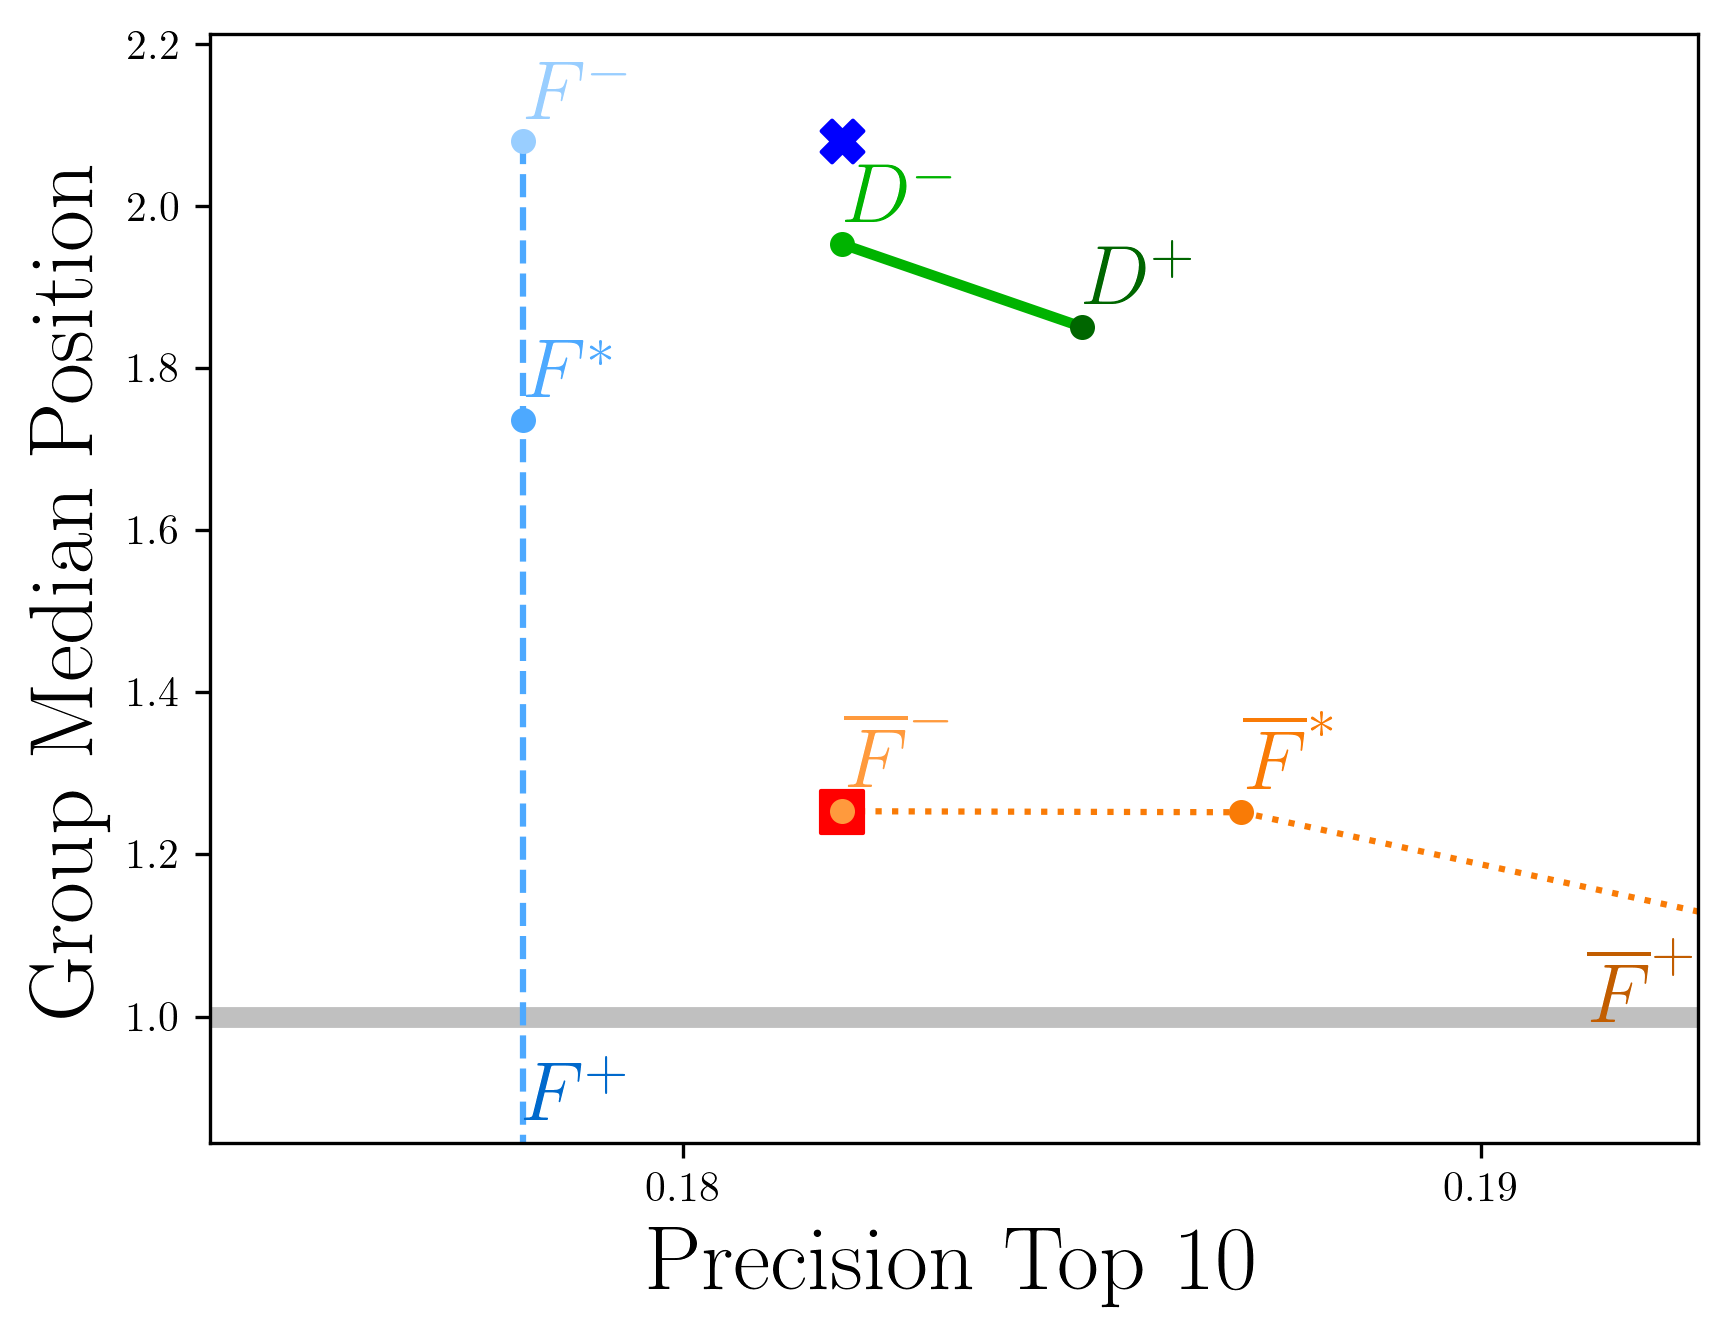 2.2
2.0
1.8
1.6
1.4
1.2
1.0
Group Median Position
F⁻
D⁻
D⁺
F*
F̅⁻
F̅*
F̅⁺
F⁺
0.18
0.19
Precision Top 10